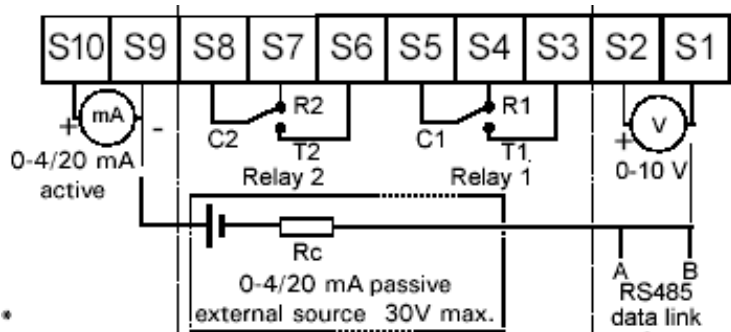 S10 S9 S8 S7 S6 S5 S4 S3 S2 S1
mA R2 R1 V
+ - C2 C1 +
T2 T1
0-4/20 mA 0-10 V
active Relay 2 Relay 1
Rc
A B
0-4/20 mA passive RS485
external source 30V max. data link
*